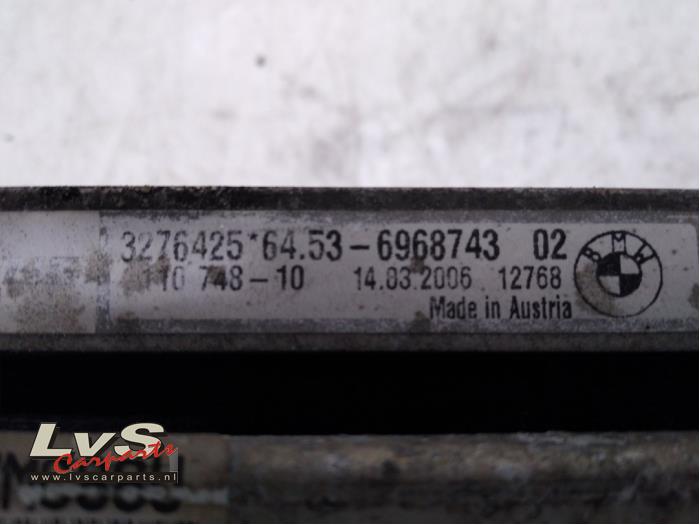 3276425*64.53-6968743 02
110 748-10 14.03.2006 12768
Made in Austria
BMW
LvS
Carparts
www.lvscarparts.nl